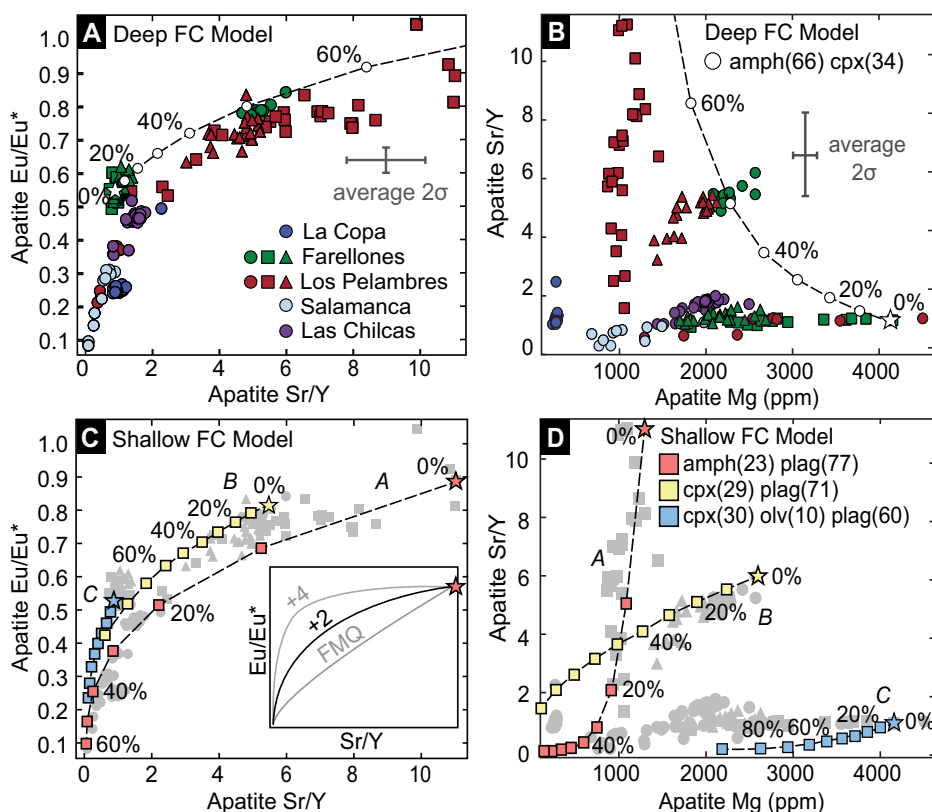 A Deep FC Model
Apatite Eu/Eu*
1.0
0.9
0.8
0.7
0.6
0.5
0.4
0.3
0.2
0.1
0%
20%
40%
60%
average 2σ
La Copa
Farellones
Los Pelambres
Salamanca
Las Chilcas
0 2 4 6 8 10
Apatite Sr/Y
B Deep FC Model
amph(66) cpx(34)
Apatite Sr/Y
10
8
6
4
2
0
60%
40%
20%
0%
average
2σ
1000 2000 3000 4000
Apatite Mg (ppm)
C Shallow FC Model
Apatite Eu/Eu*
1.0
0.9
0.8
0.7
0.6
0.5
0.4
0.3
0.2
0.1
A
0%
20%
40%
60%
B
0%
20%
40%
60%
C
+4
+2
FMQ
Eu/Eu*
Sr/Y
0 2 4 6 8 10
Apatite Sr/Y
D Shallow FC Model
amph(23) plag(77)
cpx(29) plag(71)
cpx(30) olv(10) plag(60)
Apatite Sr/Y
10
8
6
4
2
0
0%
A
20%
40%
0%
B
20%
40%
C
80% 60% 20% 0%
1000 2000 3000 4000
Apatite Mg (ppm)